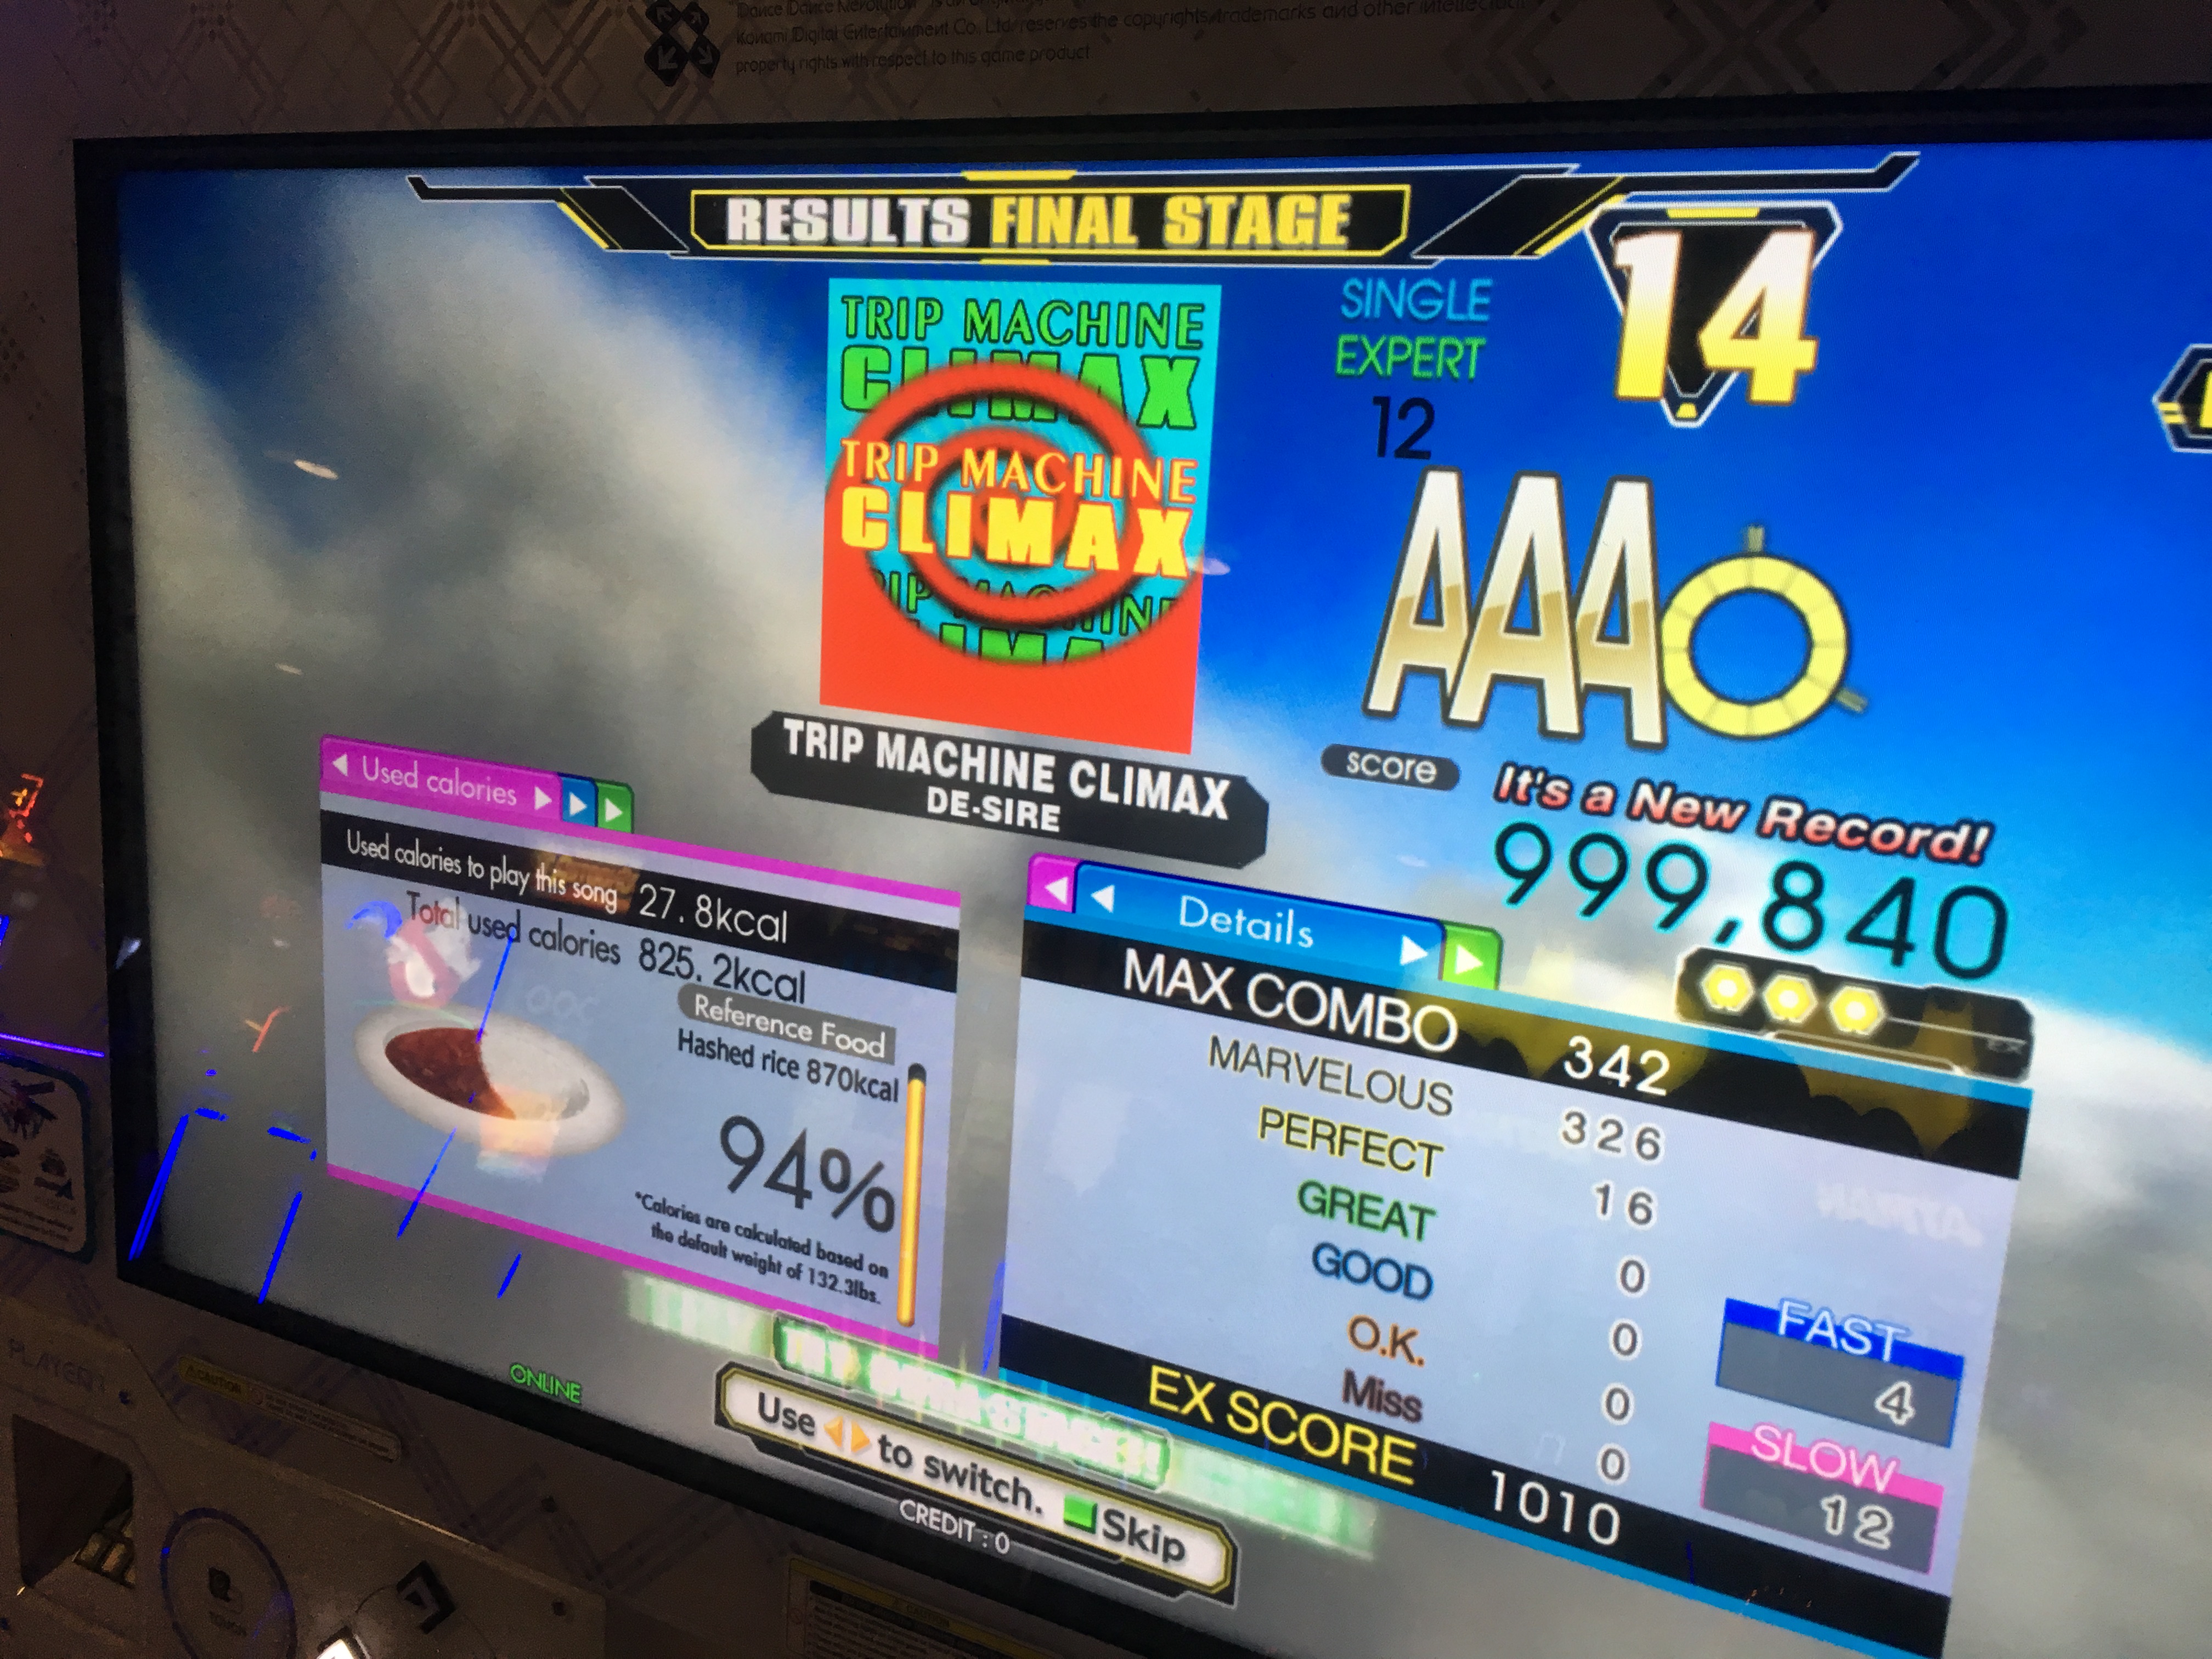 Konami Digital Entertainment Co., Ltd. reserves the copyrights, trademarks and other intellectual
property rights with respect to this game product
RESULTS FINAL STAGE
14
SINGLE
EXPERT
12
TRIP MACHINE
CLIMAX
TRIP MACHINE
CLIMAX
AAA
TRIP MACHINE CLIMAX
DE-SIRE
score
It's a New Record!
999,840
Used calories
Used calories to play this song 27.8kcal
Total used calories 825.2kcal
Reference Food
Hashed rice 870kcal
94%
*Calories are calculated based on
the default weight of 132.3lbs.
Details
MAX COMBO 342
MARVELOUS 326
PERFECT 16
GREAT 0
GOOD 0
O.K. 0
Miss 0
EX SCORE 1010
FAST
4
SLOW
12
ONLINE
Use to switch. Skip
CREDIT : 0
CAUTION